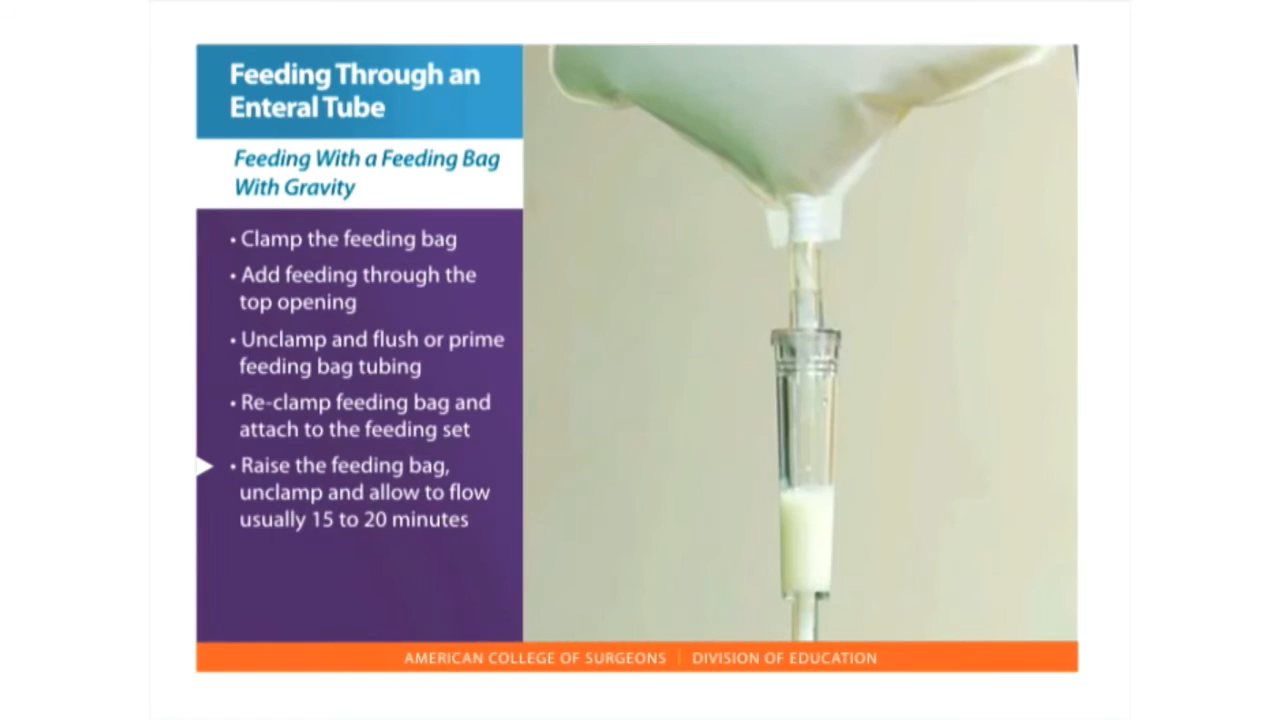 Feeding Through an
Enteral Tube
Feeding With a Feeding Bag
With Gravity
• Clamp the feeding bag
• Add feeding through the
top opening
• Unclamp and flush or prime
feeding bag tubing
• Re-clamp feeding bag and
attach to the feeding set
• Raise the feeding bag,
unclamp and allow to flow
usually 15 to 20 minutes
AMERICAN COLLEGE OF SURGEONS | DIVISION OF EDUCATION